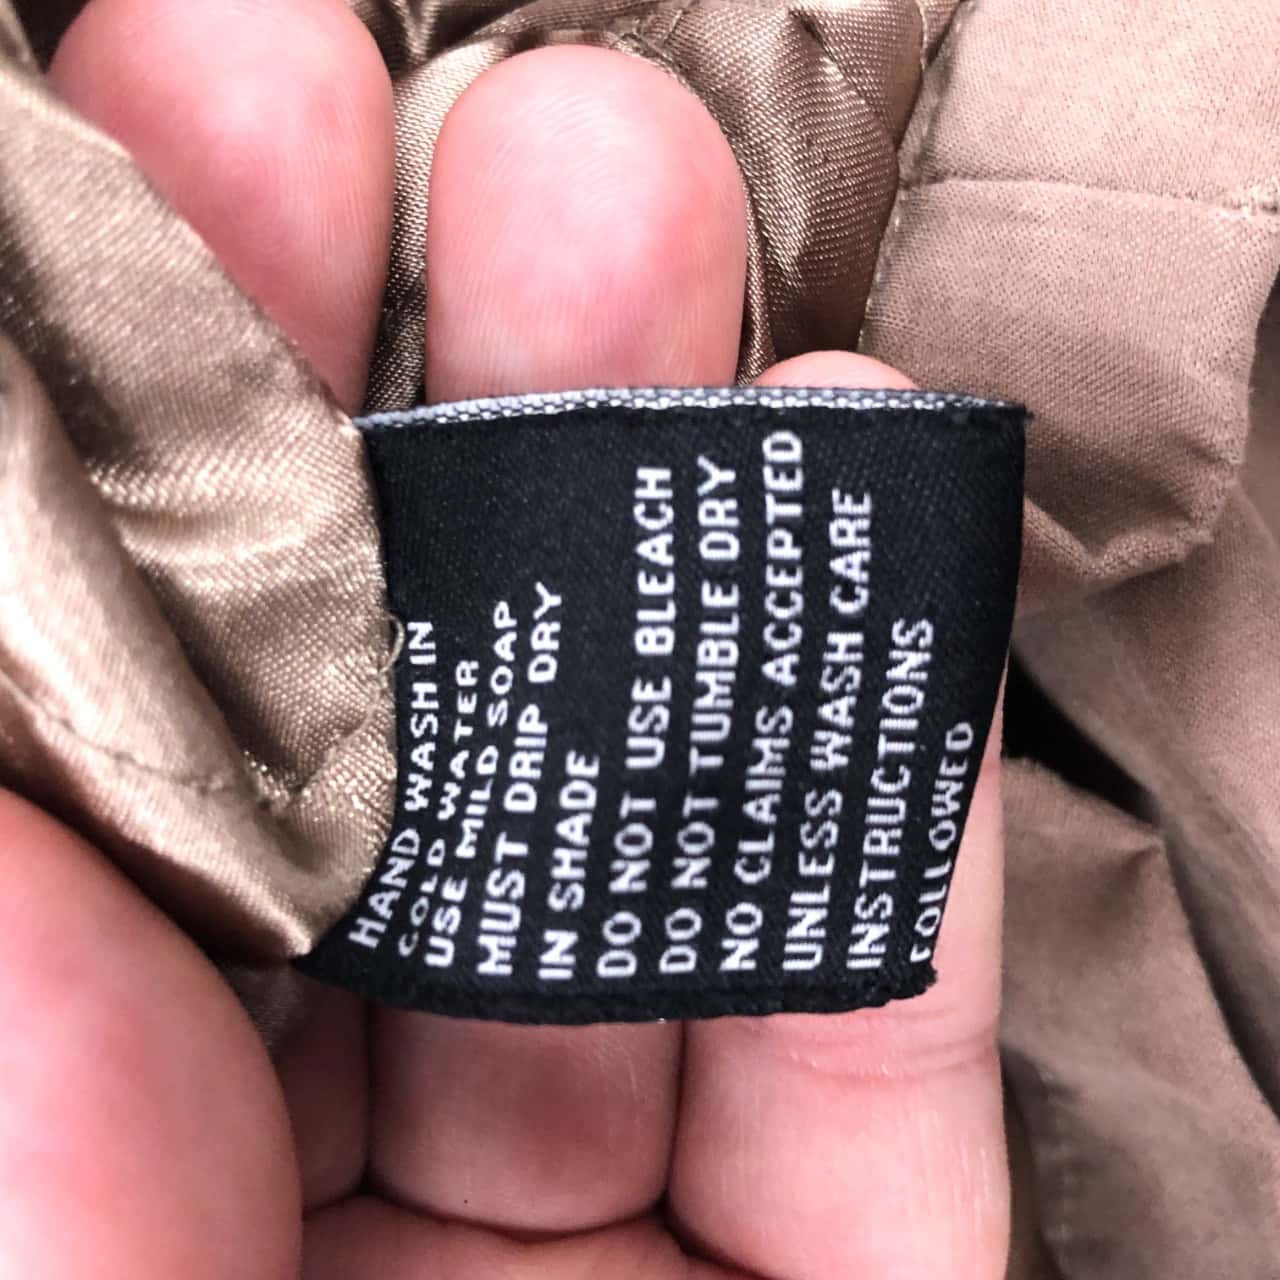 HAND WASH IN
COLD WATER
USE MILD SOAP
MUST DRIP DRY
IN SHADE
DO NOT USE BLEACH
DO NOT TUMBLE DRY
NO CLAIMS ACCEPTED
UNLESS WASH CARE
INSTRUCTIONS
FOLLOWED